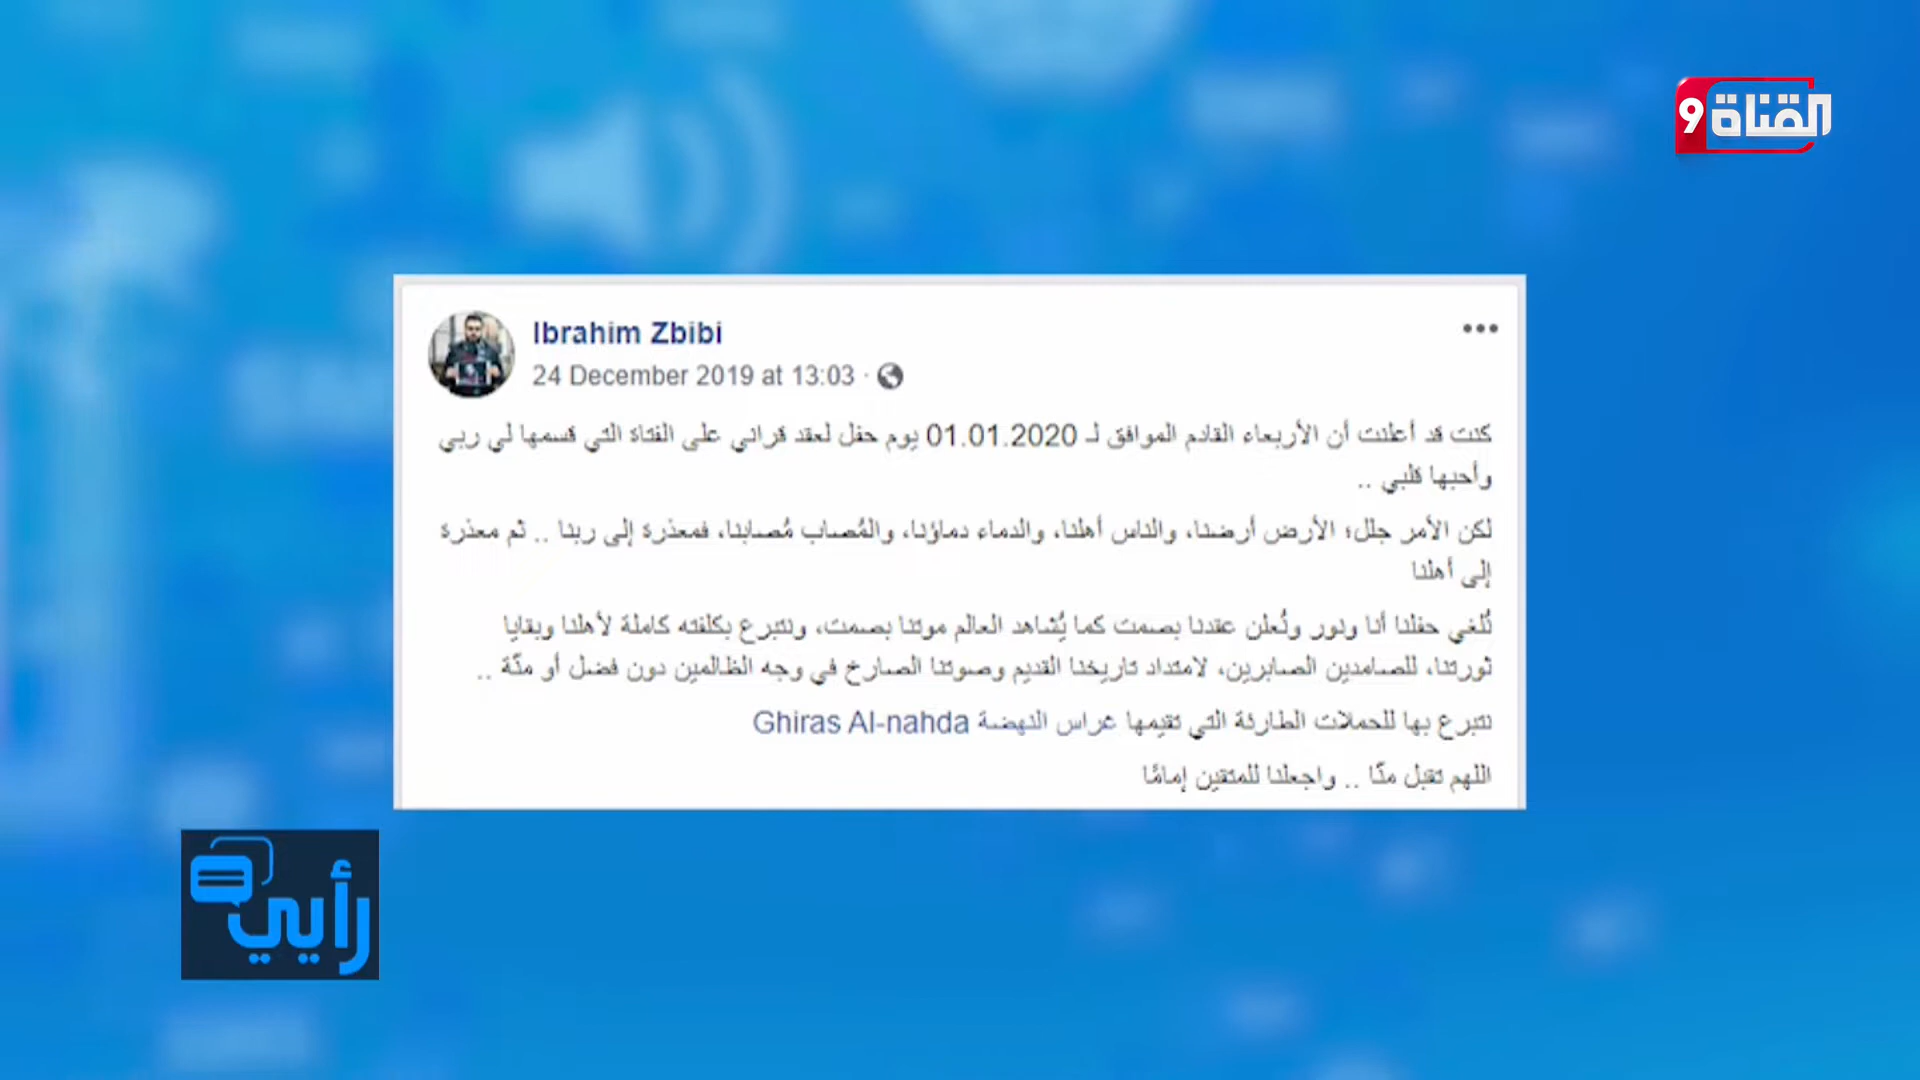 القناة 9
Ibrahim Zbibi
24 December 2019 at 13:03
كنت قد أعلنت أن الأربعاء القادم الموافق لـ 01.01.2020 يوم حفل لعقد قراني على الفتاة التي قسمها لي ربي
وأحبها قلبي ..
لكن الأمر جلل؛ الأرض أرضنا، والناس أهلنا، والدماء دماؤنا، والمُصاب مُصابنا، فمعذرة إلى ربنا .. ثم معذرة
إلى أهلنا
نُلغي حفلنا أنا ونور ونُعلن عقدنا بصمت كما يُشاهد العالم موتنا بصمت، ونتبرع بكلفته كاملة لأهلنا وبقايا
ثورتنا، للصامدين الصابرين، لامتداد تاريخنا القديم وصوتنا الصارخ في وجه الظالمين دون فضل أو منّة ..
نتبرع بها للحملات الطارئة التي تقيمها غراس النهضة Ghiras Al-nahda
اللهم تقبل منّا .. واجعلنا للمتقين إمامًا
رأيي